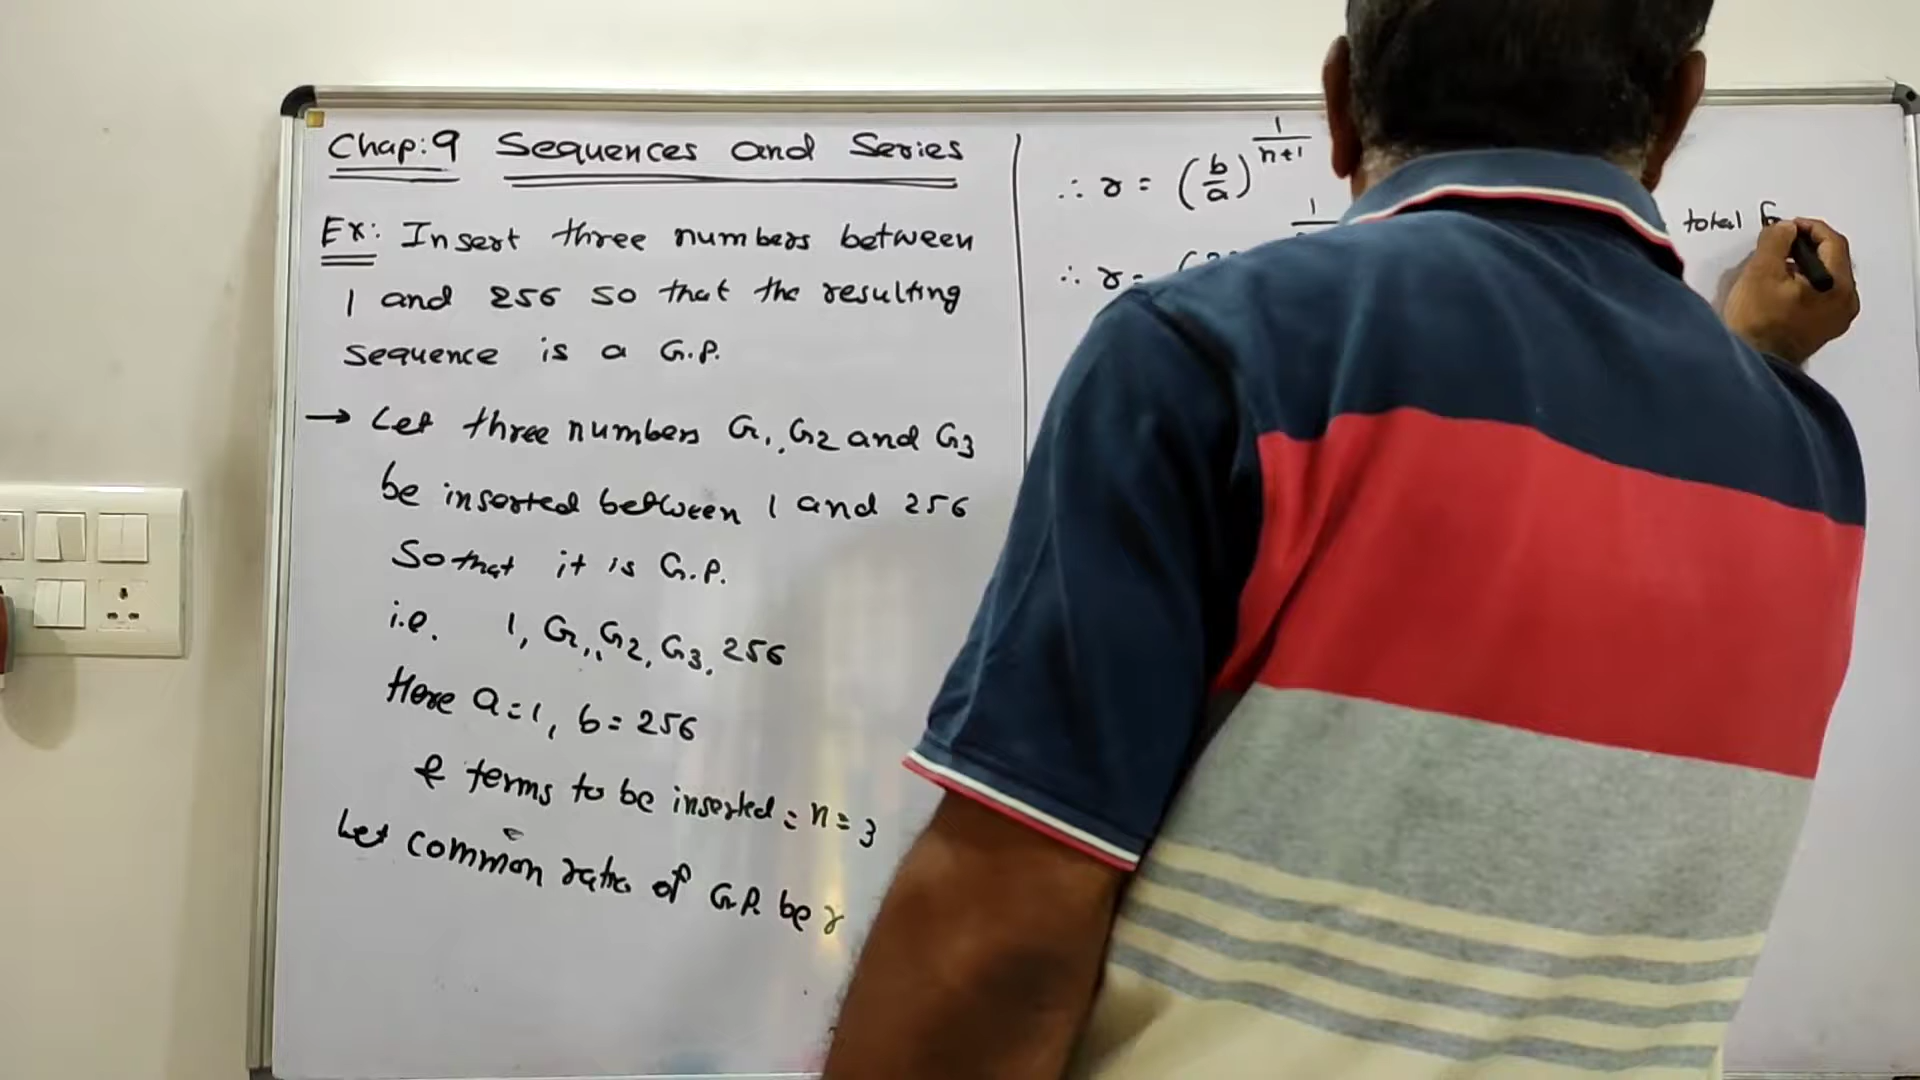 Chap:9 Sequences and Series
Ex: Insert three numbers between
1 and 256 so that the resulting
sequence is a G.P.
→ Let three numbers G1, G2 and G3
be inserted between 1 and 256
So that it is G.P.
i.e. 1, G1, G2, G3, 256
Here a=1, b=256
& terms to be inserted = n = 3
Let common ratio of G.P. be r
∴ r = (b/a)^1/n+1
∴ r =
total